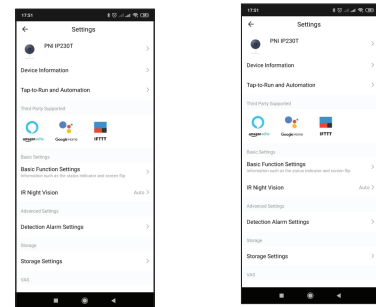 17:51
Settings
PNI IP230T
Device Information
Tap-to-Run and Automation
Third Party Supported
amazon echo
Google Home
IFTTT
Basic Settings
Basic Function Settings
Information such as the status indicator and screen flip
IR Night Vision Auto
Advanced Settings
Detection Alarm Settings
Storage
Storage Settings
VAS
17:51
Settings
PNI IP230T
Device Information
Tap-to-Run and Automation
Third Party Supported
amazon echo
Google Home
IFTTT
Basic Settings
Basic Function Settings
Information such as the status indicator and screen flip
IR Night Vision Auto
Advanced Settings
Detection Alarm Settings
Storage
Storage Settings
VAS